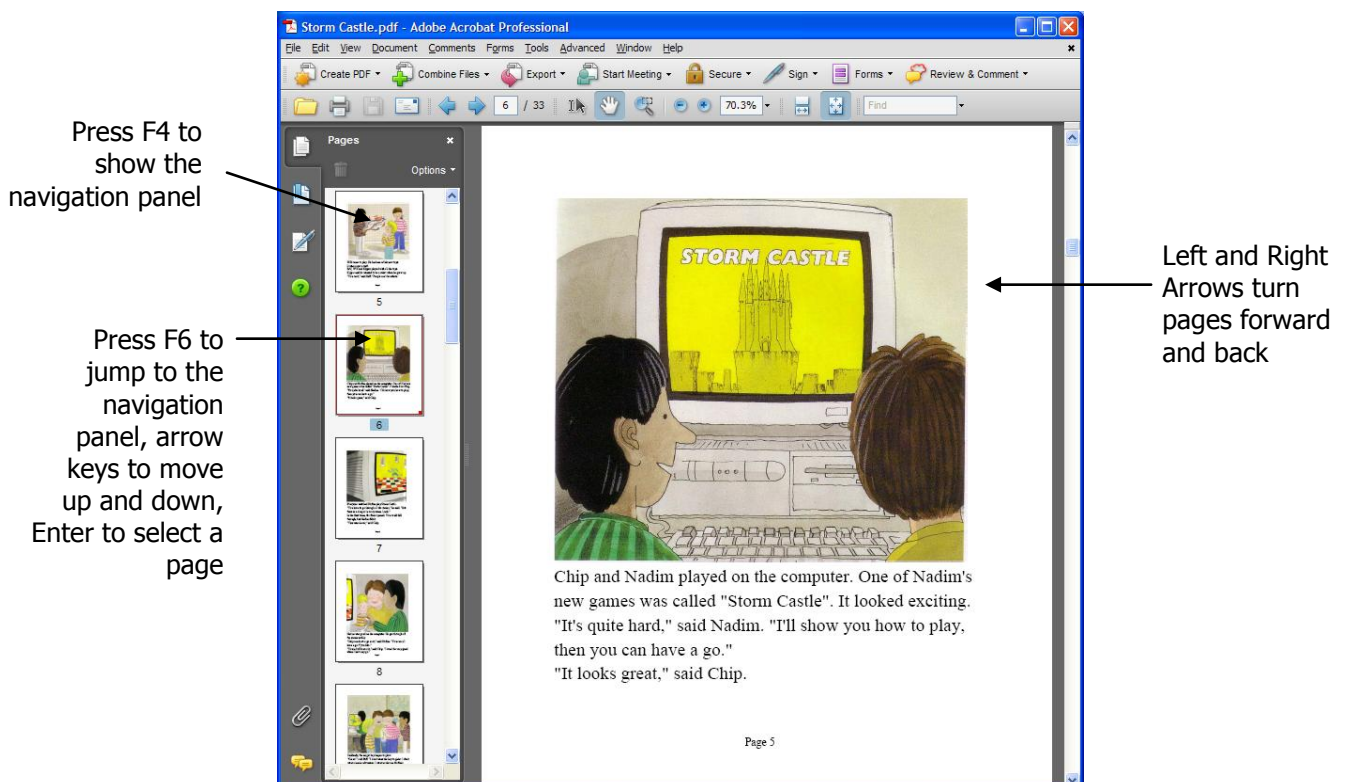 Storm Castle.pdf - Adobe Acrobat Professional
File Edit View Document Comments Forms Tools Advanced Window Help
Create PDF Combine Files Export Start Meeting Secure Sign Forms Review & Comment
6 / 33 70.3% Find
Press F4 to
show the
navigation panel
Pages
Options
5
Press F6 to
jump to the
navigation
panel, arrow
keys to move
up and down,
Enter to select a
page
6
7
8
STORM CASTLE
Chip and Nadim played on the computer. One of Nadim's
new games was called "Storm Castle". It looked exciting.
"It's quite hard," said Nadim. "I'll show you how to play,
then you can have a go."
"It looks great," said Chip.
Page 5
Left and Right
Arrows turn
pages forward
and back